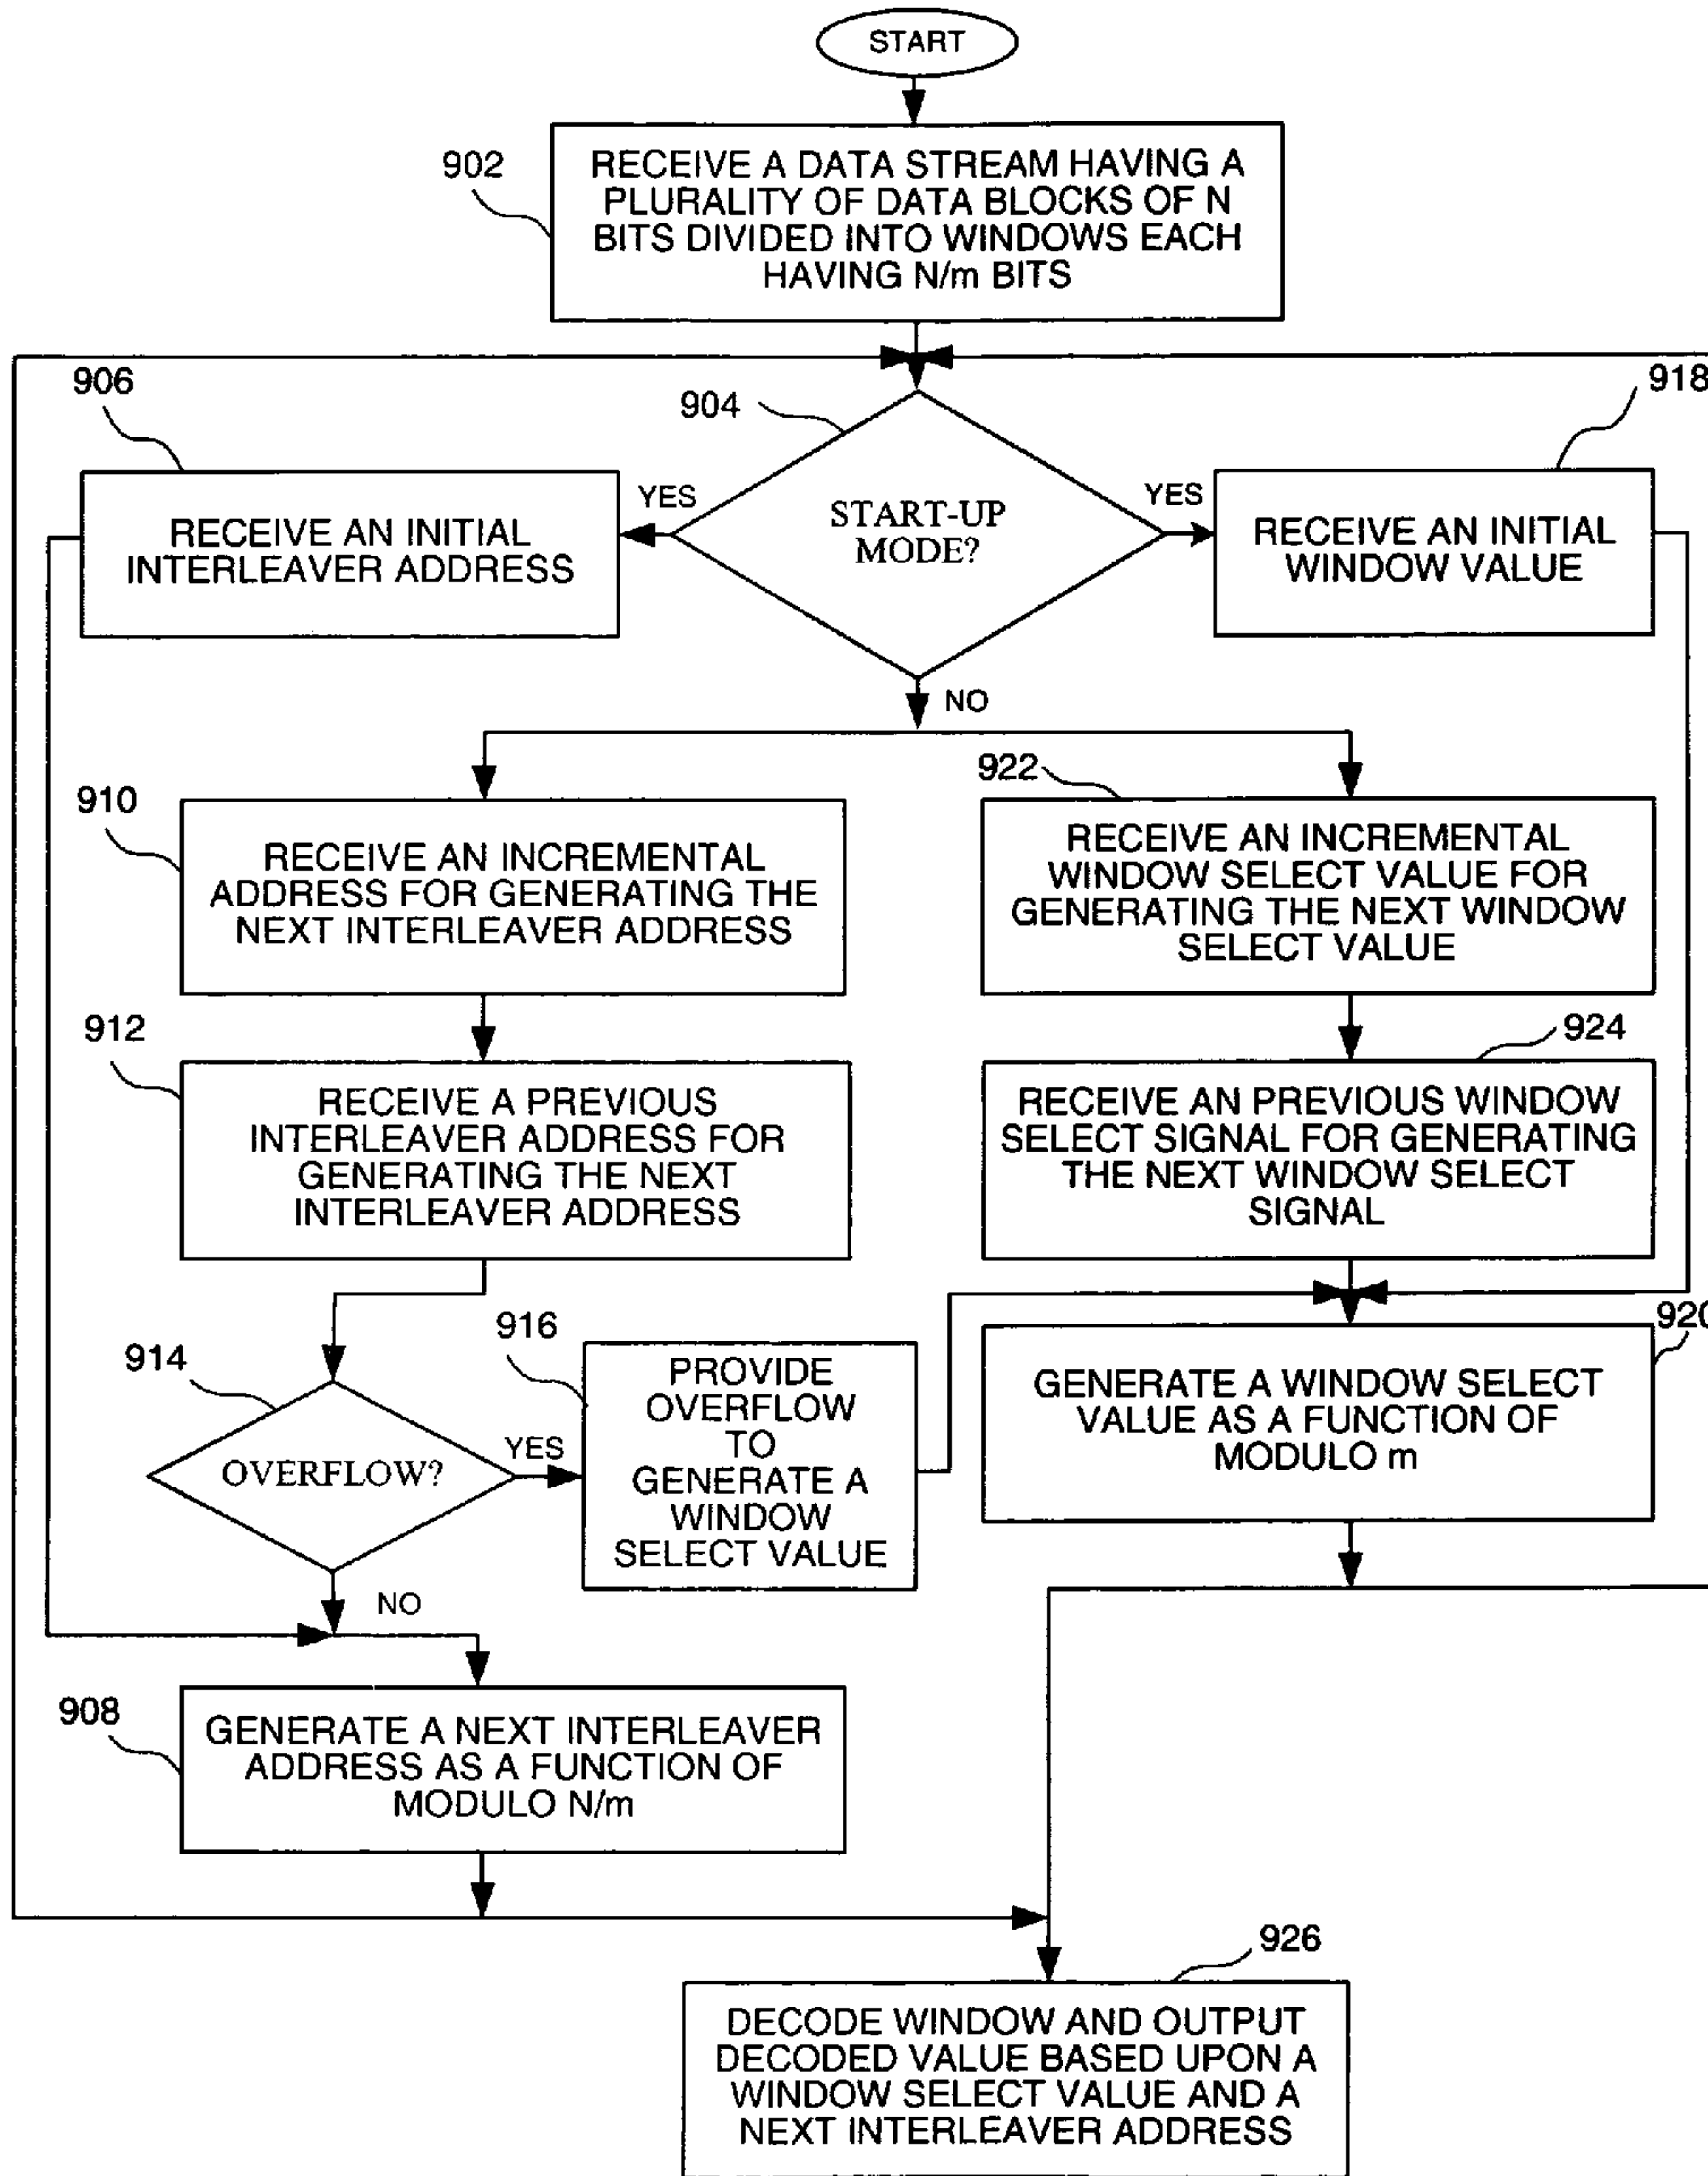 START
902
RECEIVE A DATA STREAM HAVING A
PLURALITY OF DATA BLOCKS OF N
BITS DIVIDED INTO WINDOWS EACH
HAVING N/m BITS
906
904
918
YES
YES
RECEIVE AN INITIAL
INTERLEAVER ADDRESS
START-UP
MODE?
RECEIVE AN INITIAL
WINDOW VALUE
NO
910
922
RECEIVE AN INCREMENTAL
ADDRESS FOR GENERATING THE
NEXT INTERLEAVER ADDRESS
RECEIVE AN INCREMENTAL
WINDOW SELECT VALUE FOR
GENERATING THE NEXT WINDOW
SELECT VALUE
912
924
RECEIVE A PREVIOUS
INTERLEAVER ADDRESS FOR
GENERATING THE NEXT
INTERLEAVER ADDRESS
RECEIVE AN PREVIOUS WINDOW
SELECT SIGNAL FOR GENERATING
THE NEXT WINDOW SELECT
SIGNAL
914
916
920
OVERFLOW?
YES
PROVIDE
OVERFLOW
TO
GENERATE A
WINDOW
SELECT VALUE
GENERATE A WINDOW SELECT
VALUE AS A FUNCTION OF
MODULO m
NO
908
GENERATE A NEXT INTERLEAVER
ADDRESS AS A FUNCTION OF
MODULO N/m
926
DECODE WINDOW AND OUTPUT
DECODED VALUE BASED UPON A
WINDOW SELECT VALUE AND A
NEXT INTERLEAVER ADDRESS